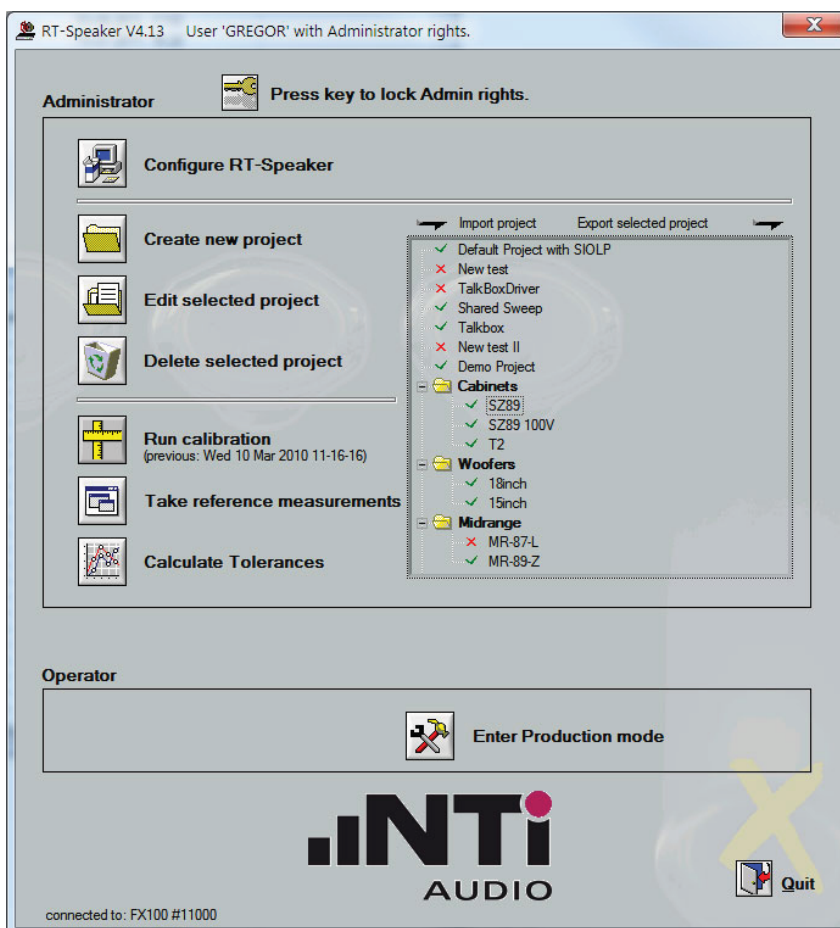 RT-Speaker V4.13 User 'GREGOR' with Administrator rights.
Administrator
Press key to lock Admin rights.
Configure RT-Speaker
Create new project
Edit selected project
Delete selected project
Run calibration
(previous: Wed 10 Mar 2010 11-16-16)
Take reference measurements
Calculate Tolerances
Import project Export selected project
Default Project with SIOLP
New test
TalkBoxDriver
Shared Sweep
Talkbox
New test II
Demo Project
Cabinets
SZ89
SZ89 100V
T2
Woofers
18inch
15inch
Midrange
MR-87-L
MR-89-Z
Operator
Enter Production mode
NTi
AUDIO
Quit
connected to: FX100 #11000